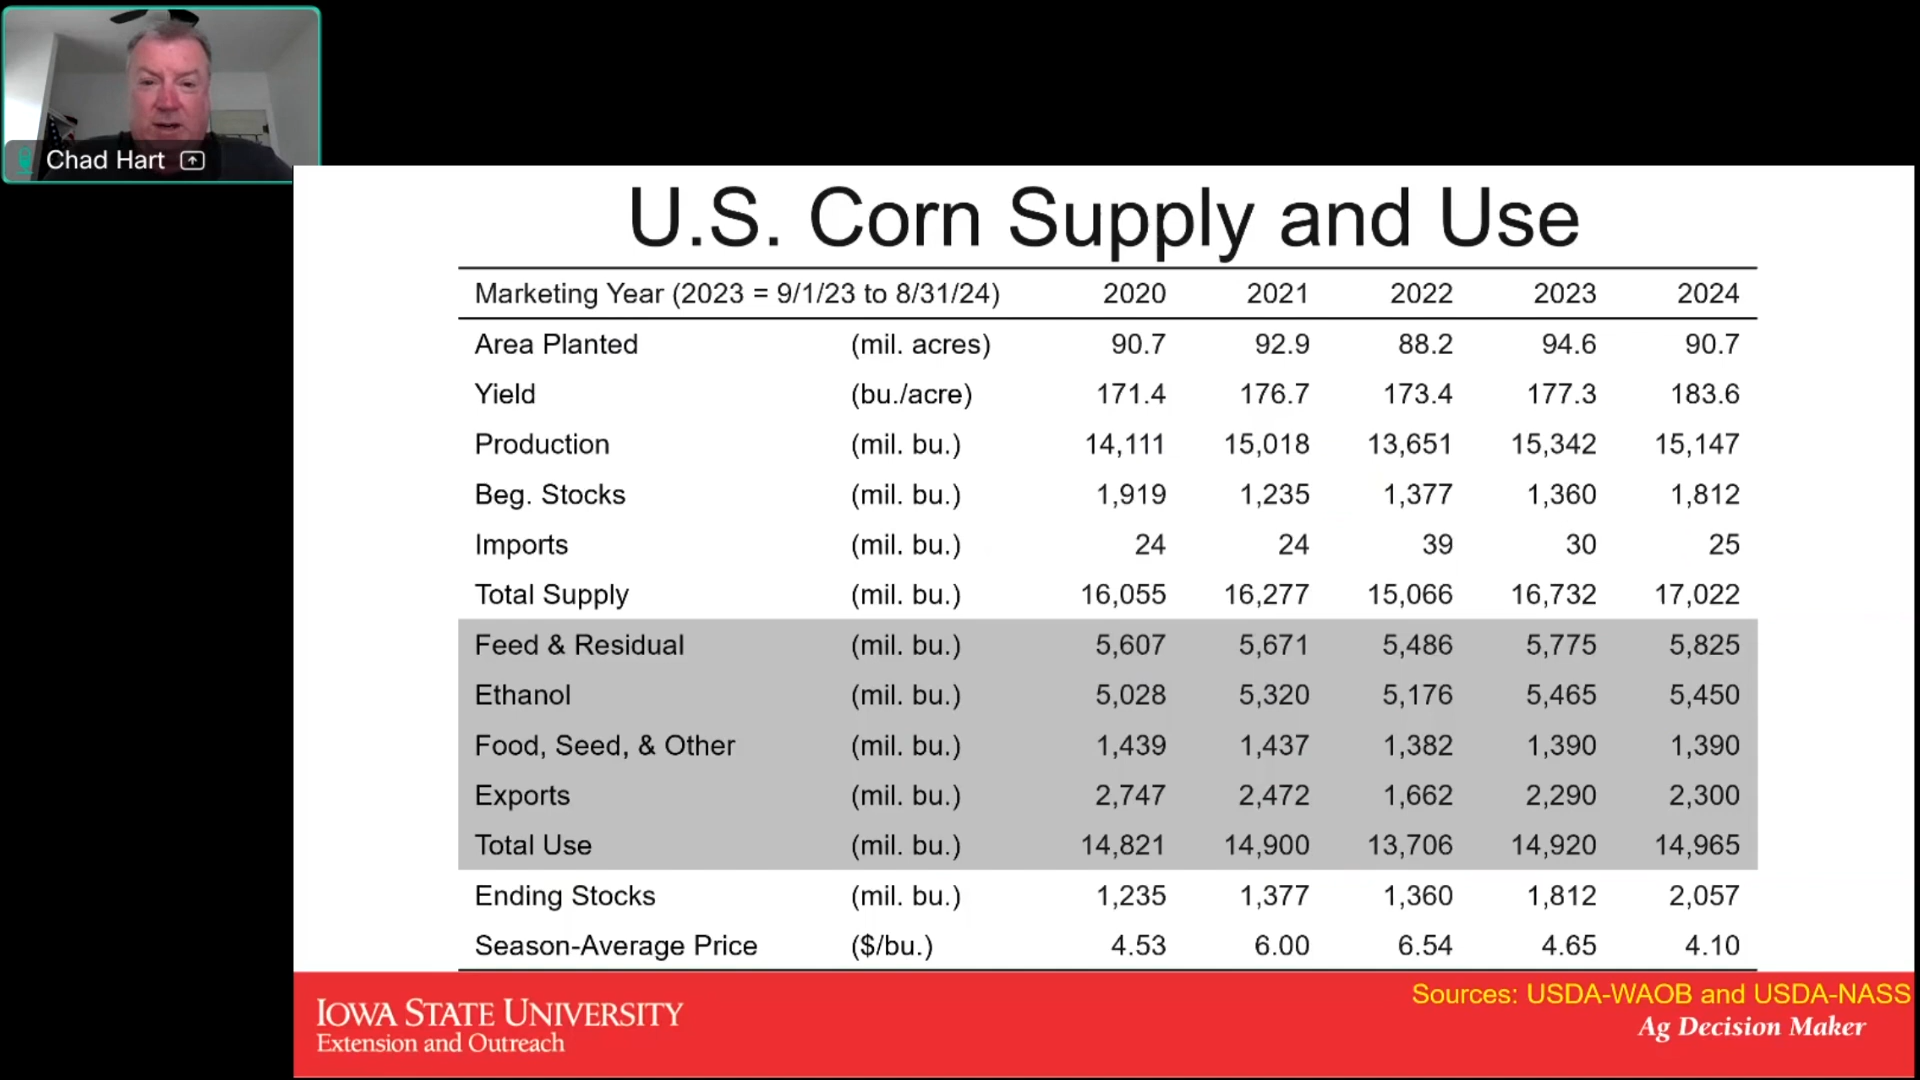 Chad Hart
U.S. Corn Supply and Use
Marketing Year (2023 = 9/1/23 to 8/31/24) 2020 2021 2022 2023 2024
Area Planted (mil. acres) 90.7 92.9 88.2 94.6 90.7
Yield (bu./acre) 171.4 176.7 173.4 177.3 183.6
Production (mil. bu.) 14,111 15,018 13,651 15,342 15,147
Beg. Stocks (mil. bu.) 1,919 1,235 1,377 1,360 1,812
Imports (mil. bu.) 24 24 39 30 25
Total Supply (mil. bu.) 16,055 16,277 15,066 16,732 17,022
Feed & Residual (mil. bu.) 5,607 5,671 5,486 5,775 5,825
Ethanol (mil. bu.) 5,028 5,320 5,176 5,465 5,450
Food, Seed, & Other (mil. bu.) 1,439 1,437 1,382 1,390 1,390
Exports (mil. bu.) 2,747 2,472 1,662 2,290 2,300
Total Use (mil. bu.) 14,821 14,900 13,706 14,920 14,965
Ending Stocks (mil. bu.) 1,235 1,377 1,360 1,812 2,057
Season-Average Price ($/bu.) 4.53 6.00 6.54 4.65 4.10
Sources: USDA-WAOB and USDA-NASS
IOWA STATE UNIVERSITY
Extension and Outreach
Ag Decision Maker